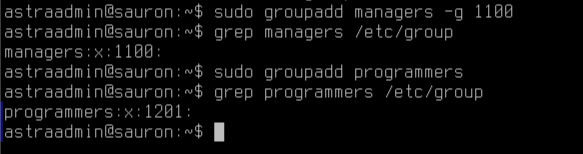 astraadmin@sauron:~$ sudo groupadd managers -g 1100
astraadmin@sauron:~$ grep managers /etc/group
managers:x:1100:
astraadmin@sauron:~$ sudo groupadd programmers
astraadmin@sauron:~$ grep programmers /etc/group
programmers:x:1201:
astraadmin@sauron:~$